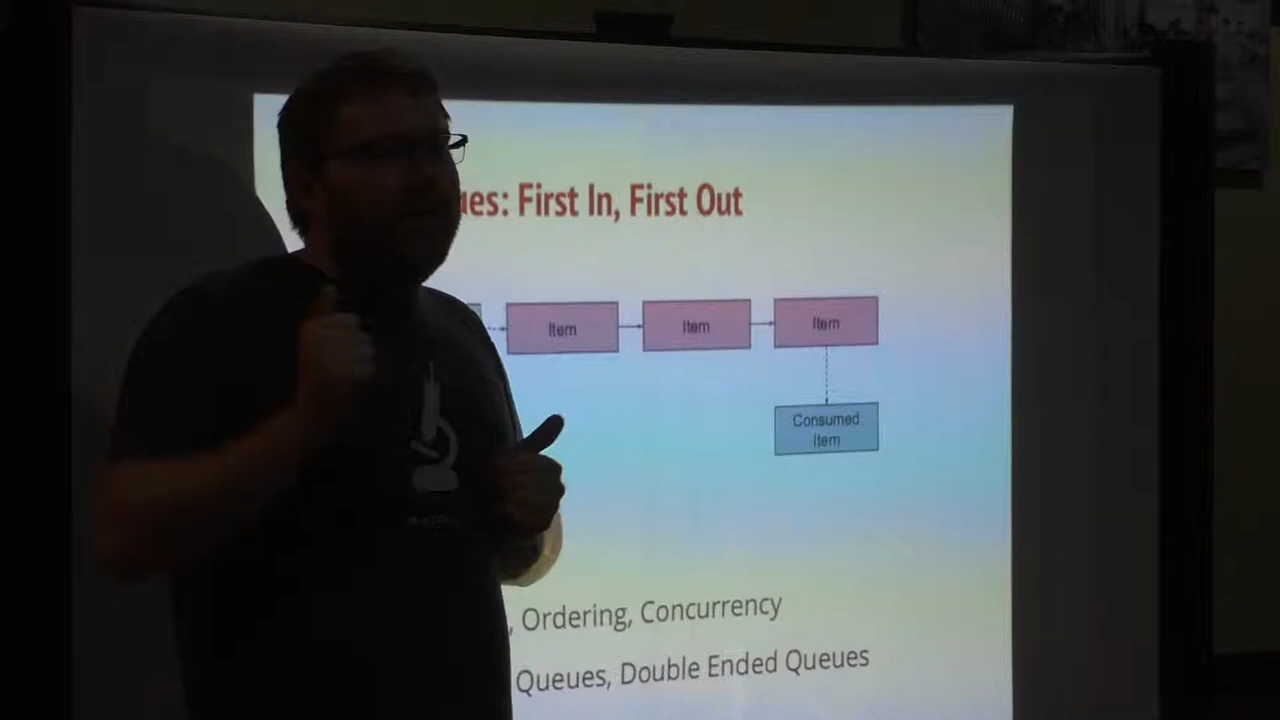 ues: First In, First Out
Item Item Item
Consumed
Item
, Ordering, Concurrency
Queues, Double Ended Queues